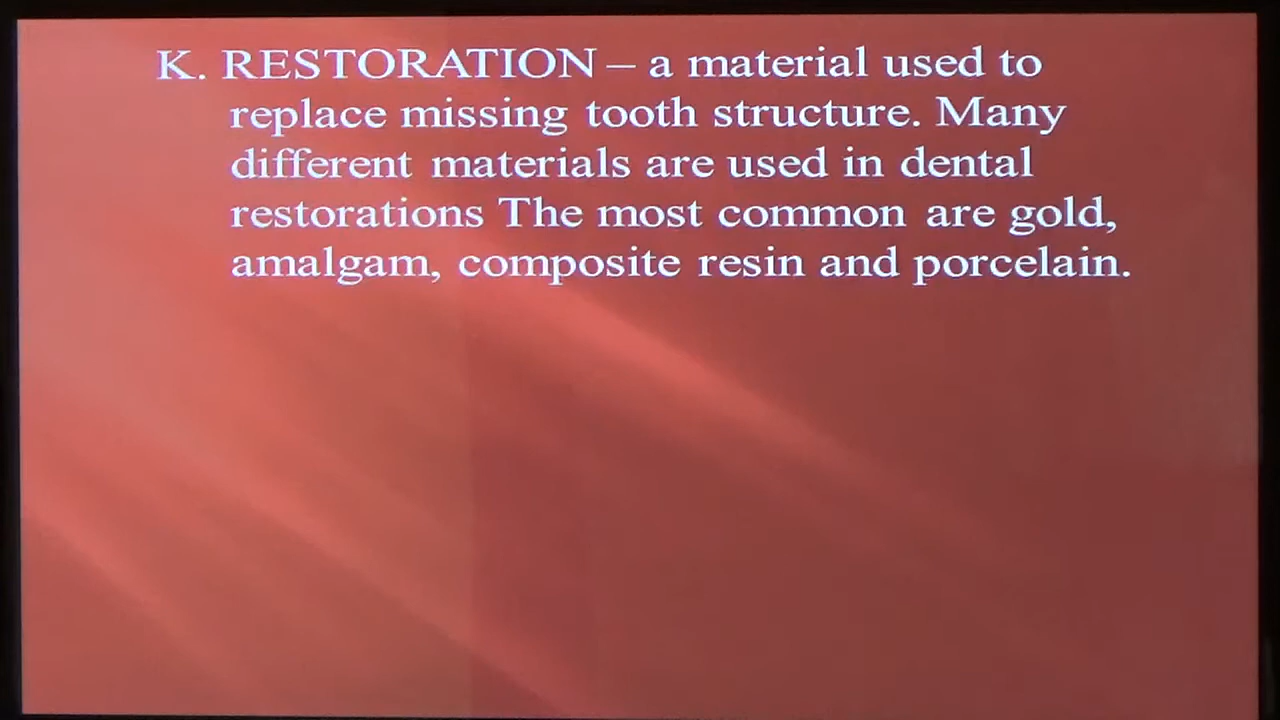 K. RESTORATION – a material used to
replace missing tooth structure. Many
different materials are used in dental
restorations The most common are gold,
amalgam, composite resin and porcelain.